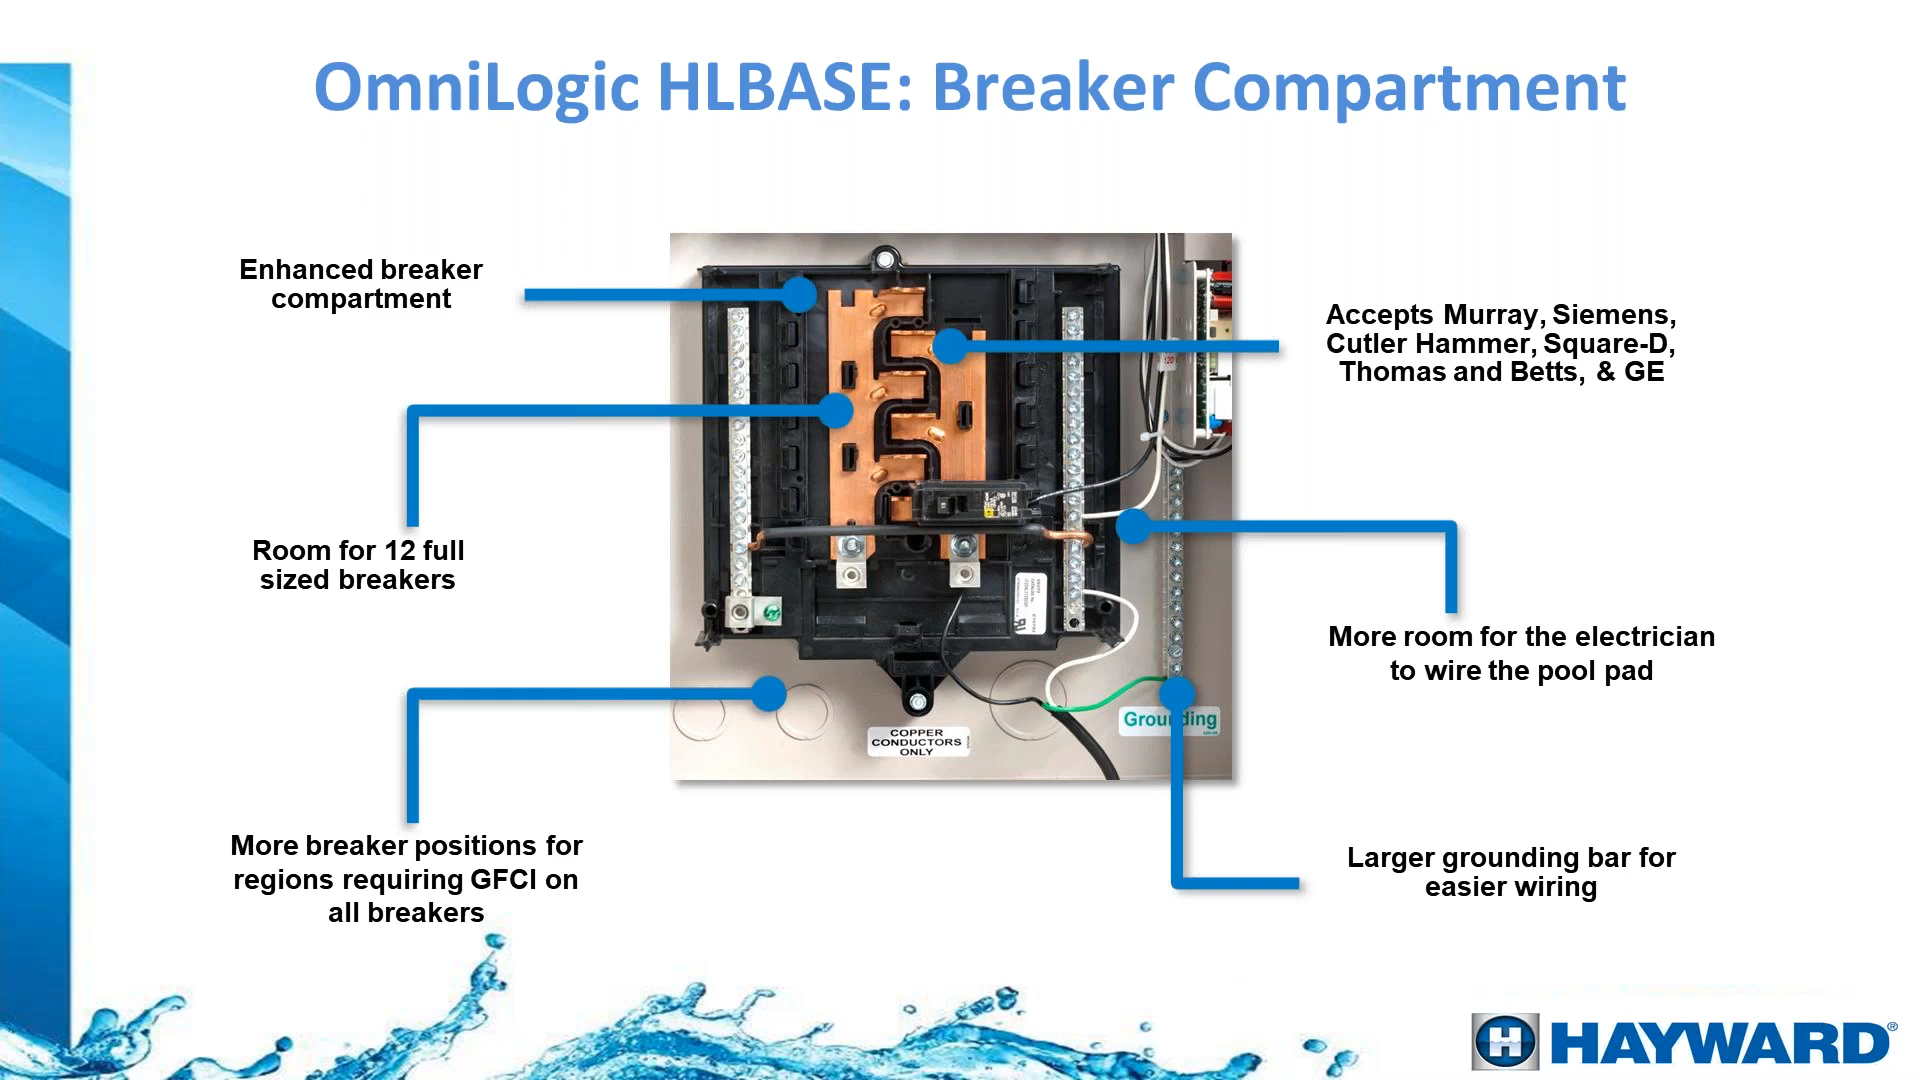 OmniLogic HLBASE: Breaker Compartment
Enhanced breaker
compartment
Accepts Murray, Siemens,
Cutler Hammer, Square-D,
Thomas and Betts, & GE
Room for 12 full
sized breakers
More room for the electrician
to wire the pool pad
More breaker positions for
regions requiring GFCI on
all breakers
Larger grounding bar for
easier wiring
120
COPPER
CONDUCTORS
ONLY
Grounding
HAYWARD®